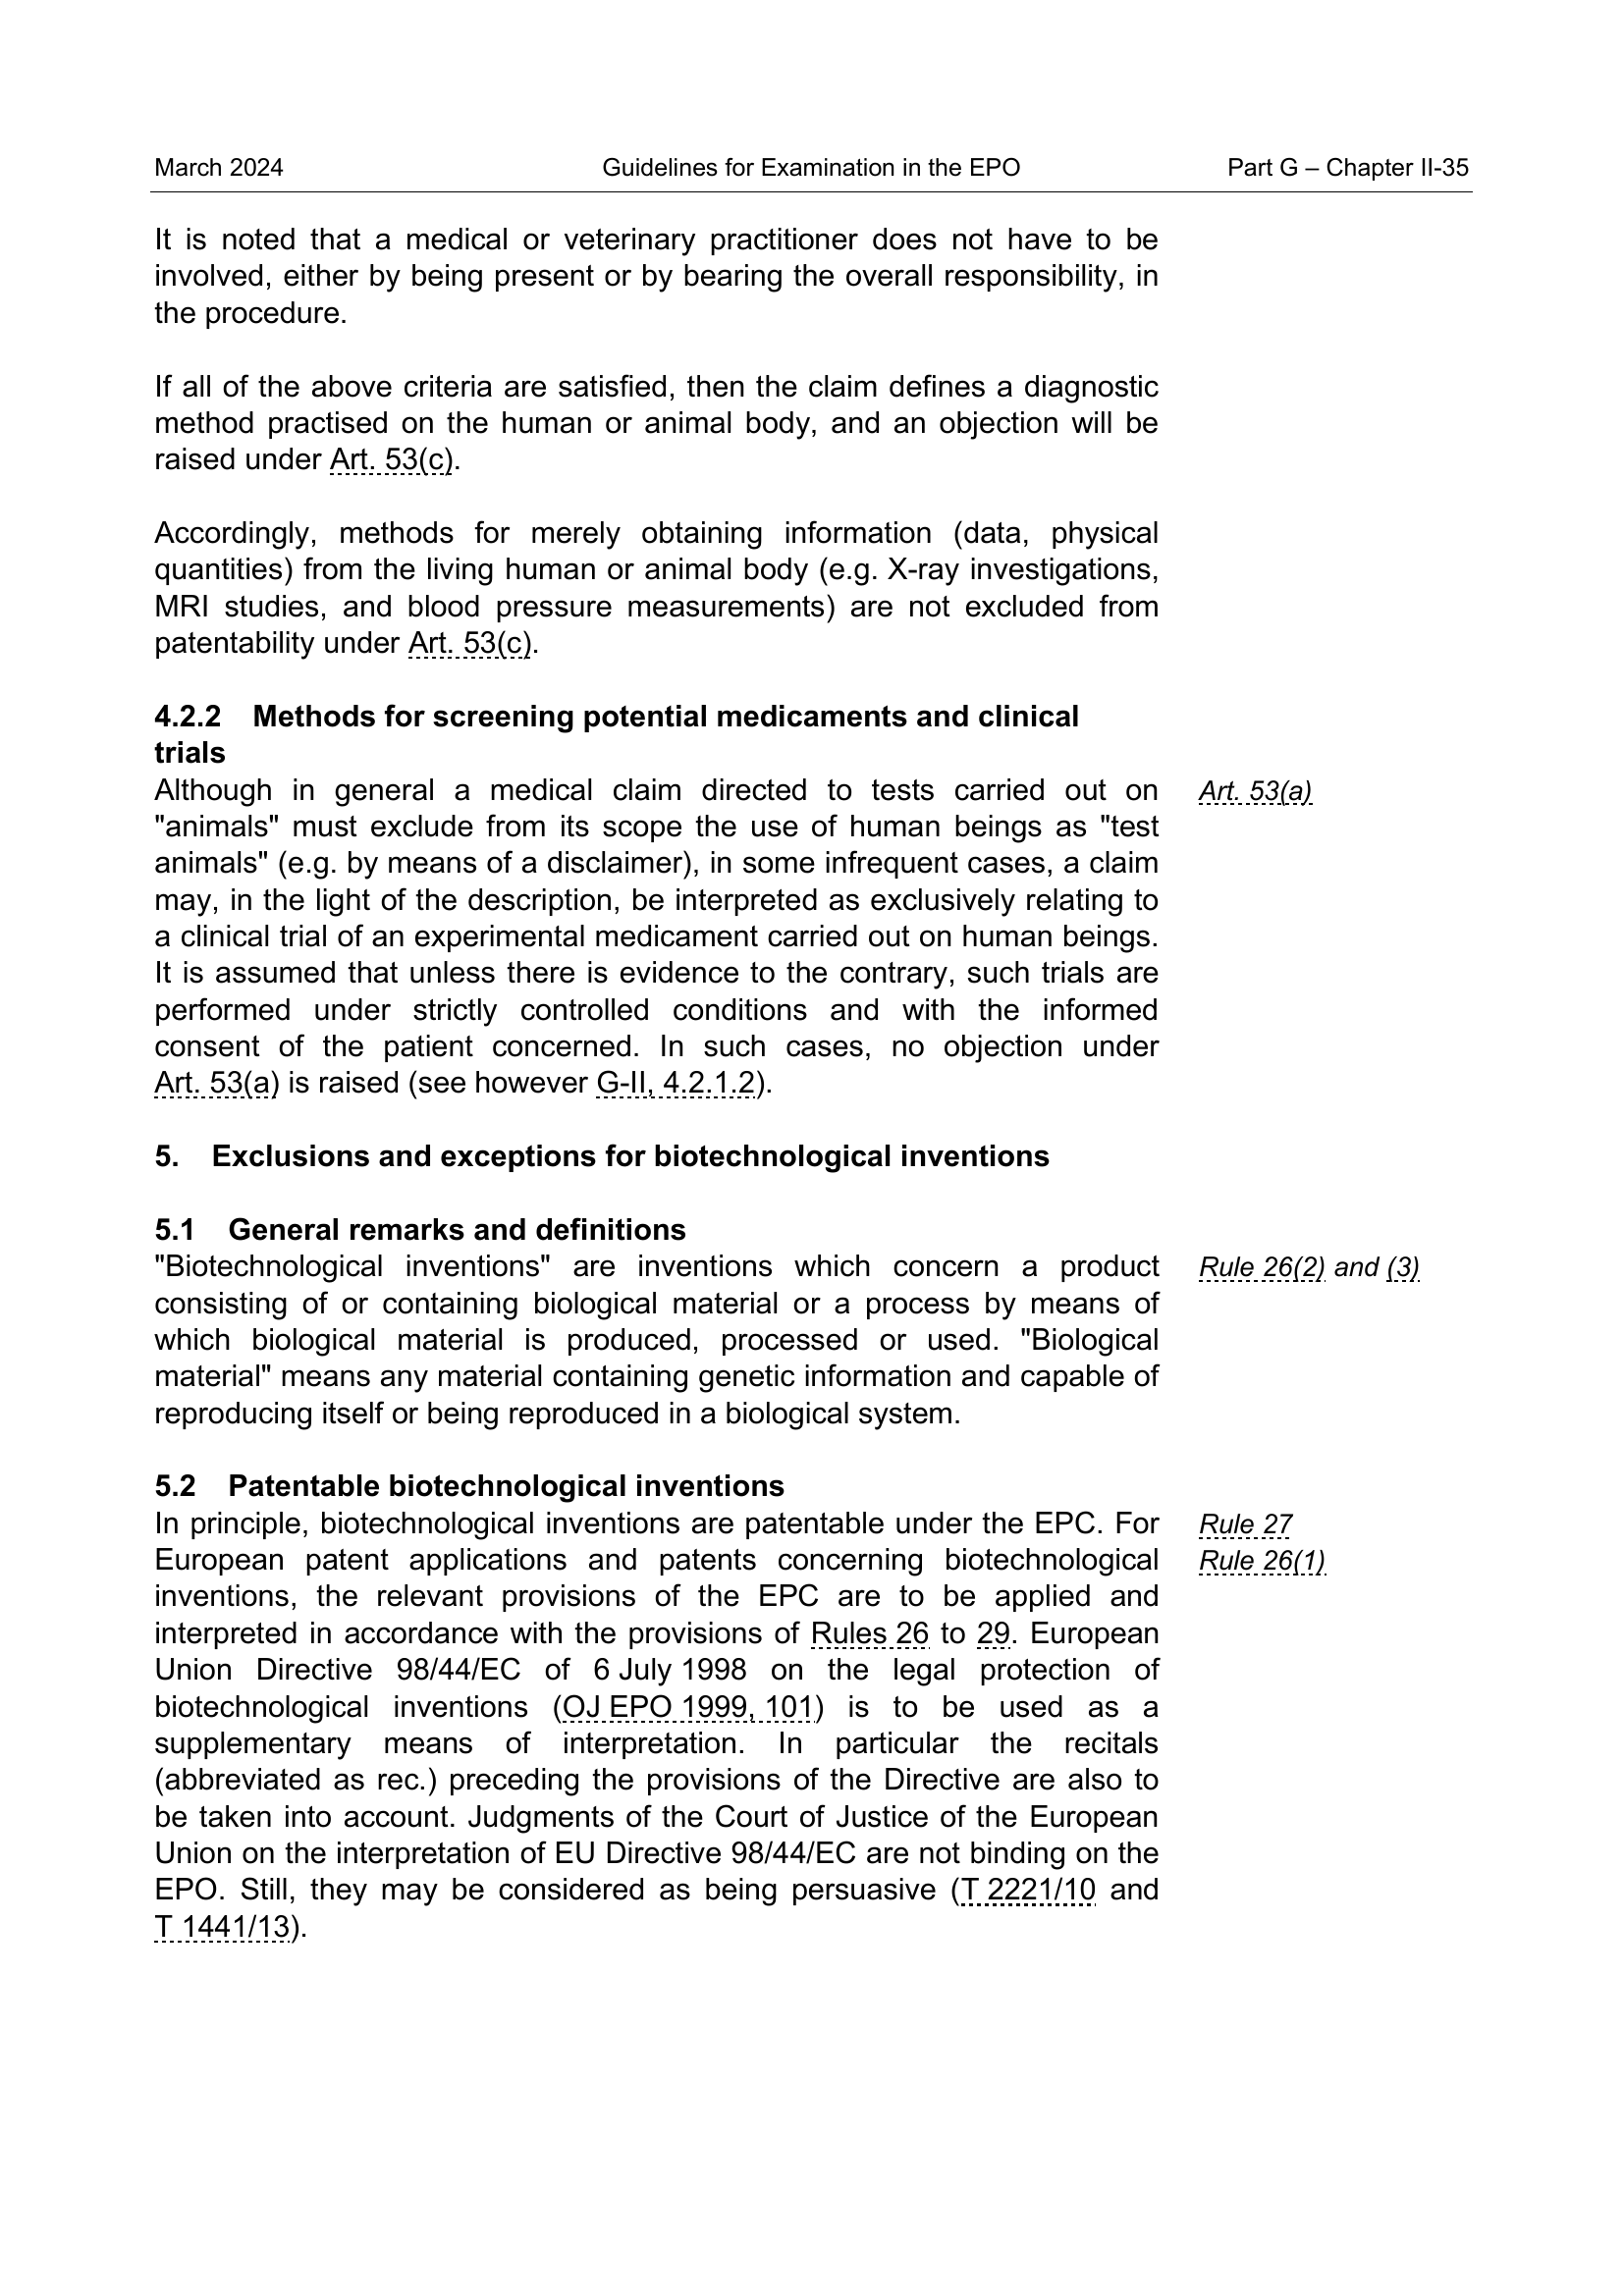 March 2024 Guidelines for Examination in the EPO Part G – Chapter II-35
It is noted that a medical or veterinary practitioner does not have to be
involved, either by being present or by bearing the overall responsibility, in
the procedure.
If all of the above criteria are satisfied, then the claim defines a diagnostic
method practised on the human or animal body, and an objection will be
raised under Art. 53(c).
Accordingly, methods for merely obtaining information (data, physical
quantities) from the living human or animal body (e.g. X-ray investigations,
MRI studies, and blood pressure measurements) are not excluded from
patentability under Art. 53(c).
4.2.2 Methods for screening potential medicaments and clinical
trials
Although in general a medical claim directed to tests carried out on Art. 53(a)
"animals" must exclude from its scope the use of human beings as "test
animals" (e.g. by means of a disclaimer), in some infrequent cases, a claim
may, in the light of the description, be interpreted as exclusively relating to
a clinical trial of an experimental medicament carried out on human beings.
It is assumed that unless there is evidence to the contrary, such trials are
performed under strictly controlled conditions and with the informed
consent of the patient concerned. In such cases, no objection under
Art. 53(a) is raised (see however G-II, 4.2.1.2).
5. Exclusions and exceptions for biotechnological inventions
5.1 General remarks and definitions
"Biotechnological inventions" are inventions which concern a product Rule 26(2) and (3)
consisting of or containing biological material or a process by means of
which biological material is produced, processed or used. "Biological
material" means any material containing genetic information and capable of
reproducing itself or being reproduced in a biological system.
5.2 Patentable biotechnological inventions
In principle, biotechnological inventions are patentable under the EPC. For Rule 27
European patent applications and patents concerning biotechnological Rule 26(1)
inventions, the relevant provisions of the EPC are to be applied and
interpreted in accordance with the provisions of Rules 26 to 29. European
Union Directive 98/44/EC of 6 July 1998 on the legal protection of
biotechnological inventions (OJ EPO 1999, 101) is to be used as a
supplementary means of interpretation. In particular the recitals
(abbreviated as rec.) preceding the provisions of the Directive are also to
be taken into account. Judgments of the Court of Justice of the European
Union on the interpretation of EU Directive 98/44/EC are not binding on the
EPO. Still, they may be considered as being persuasive (T 2221/10 and
T 1441/13).